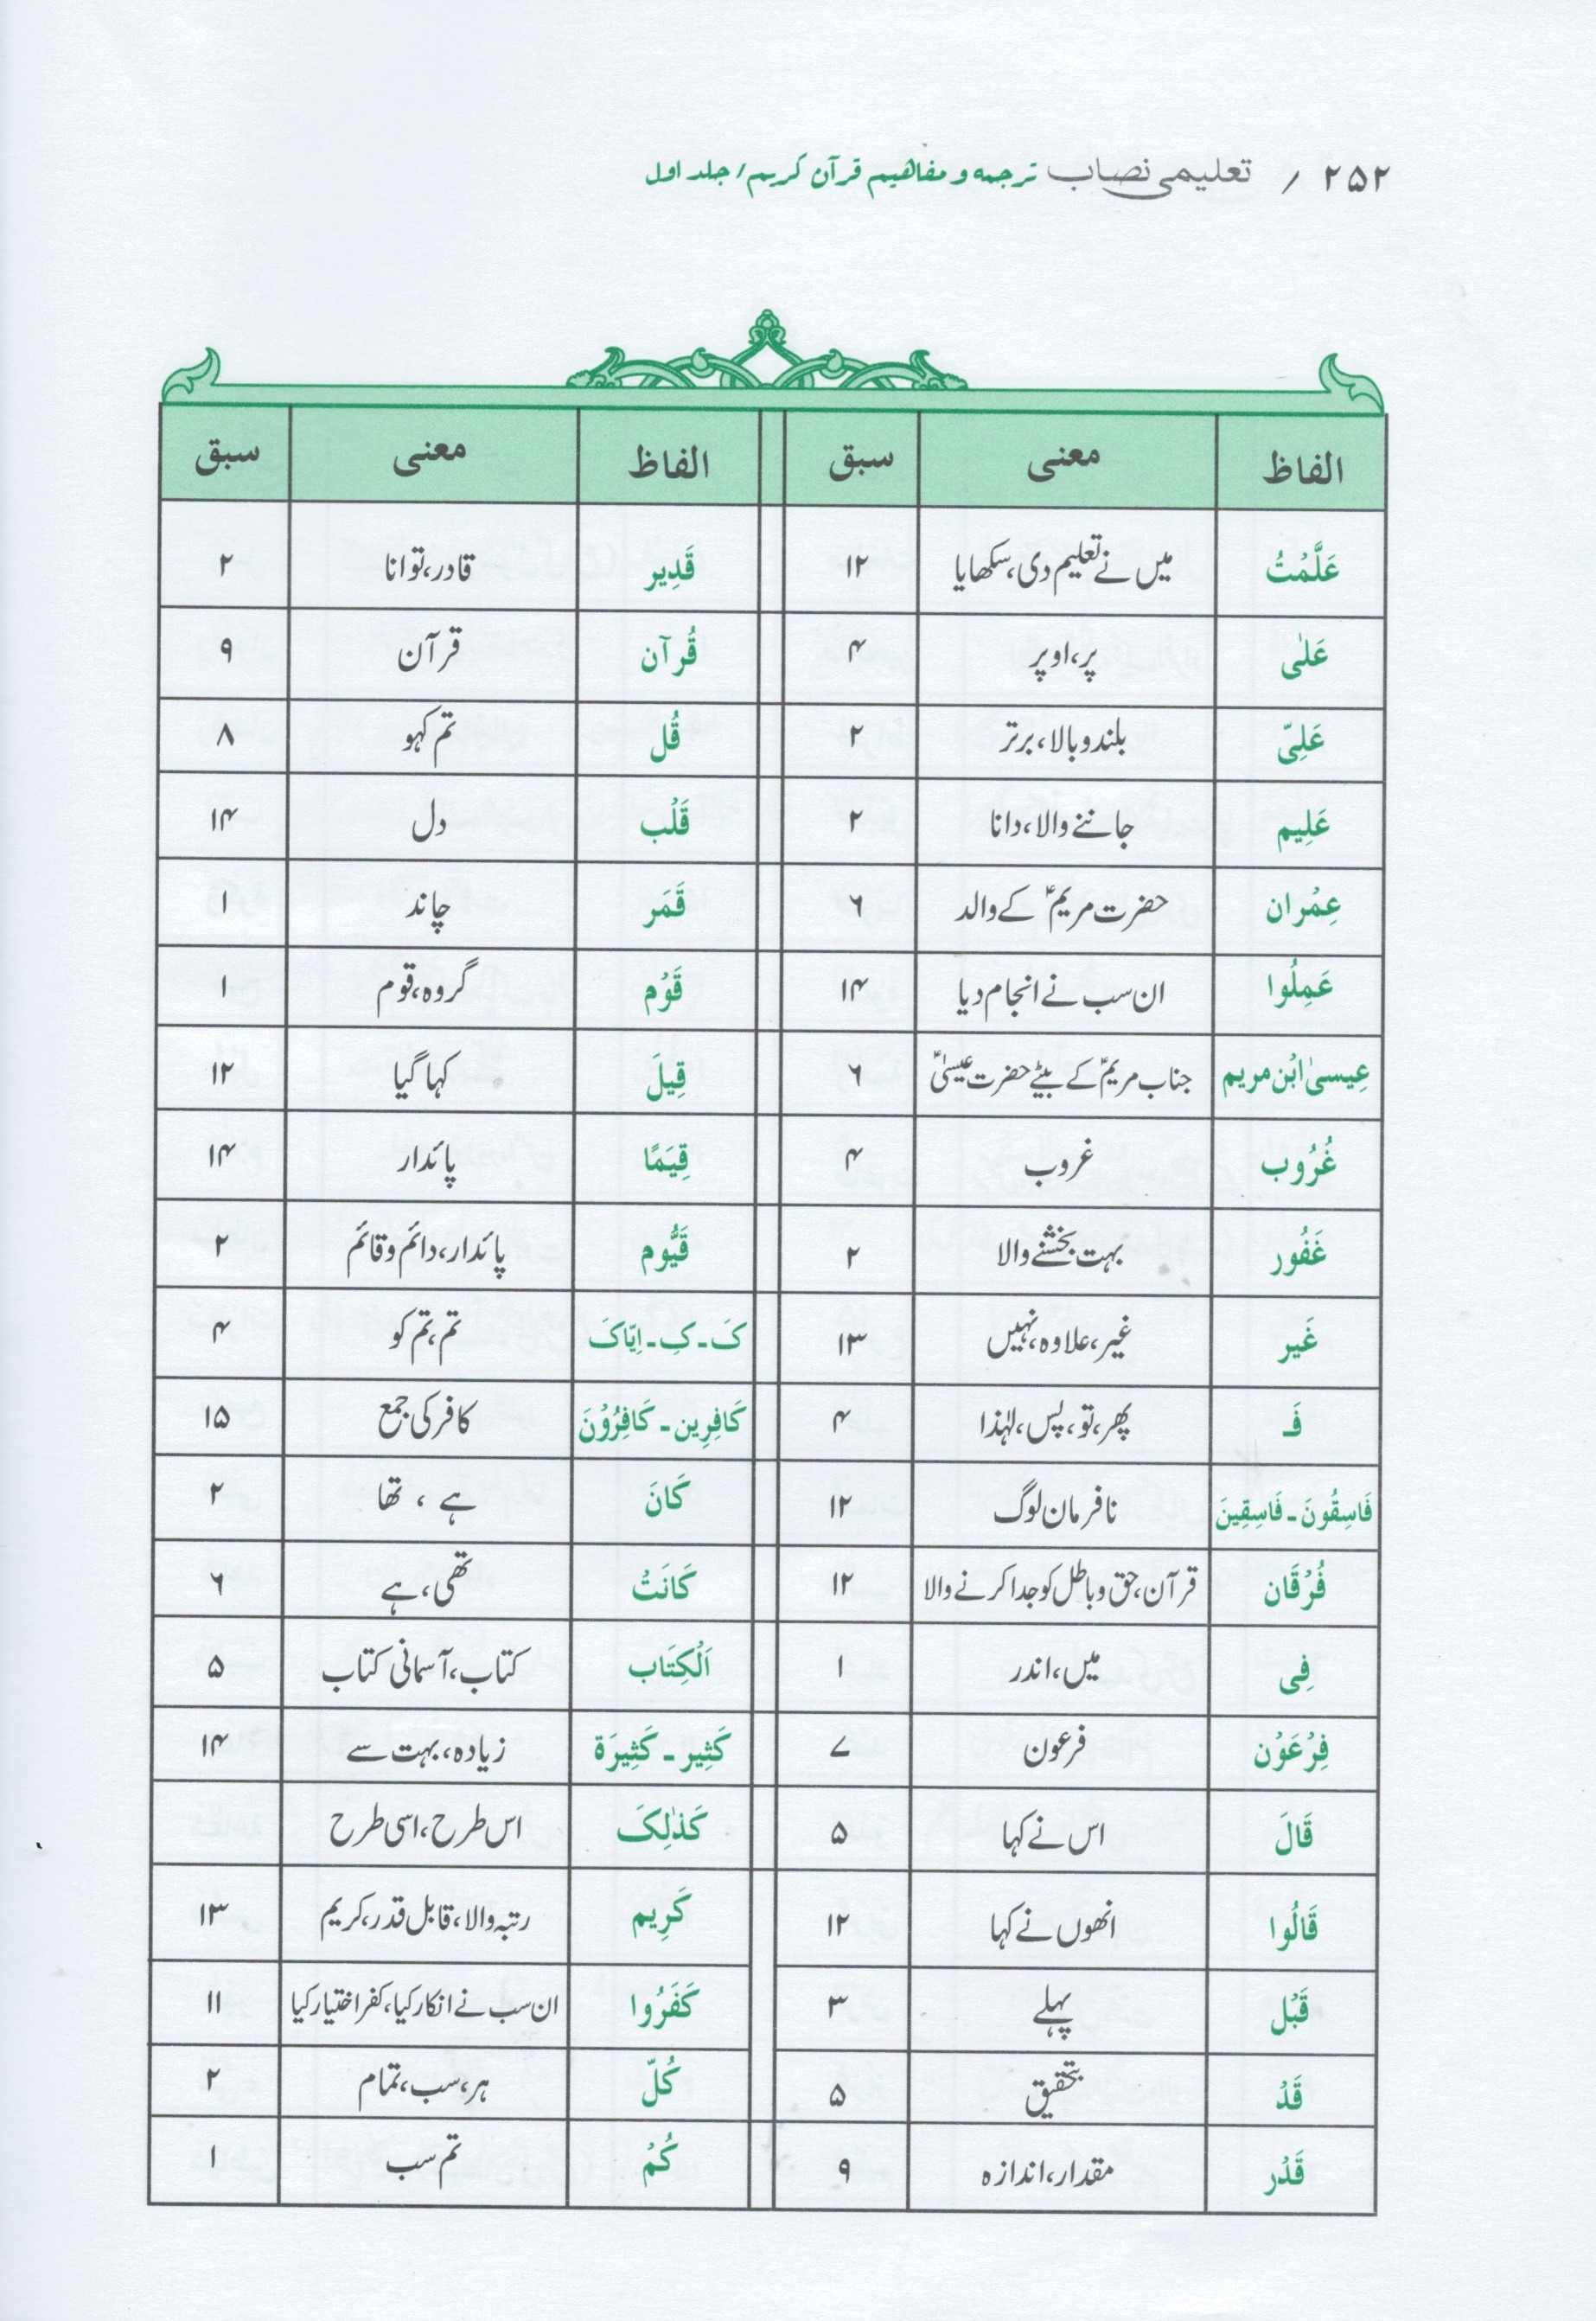 ۲۵۲ / تعلیمی نصاب ترجمہ و مفاهیم قرآن کریم/ جلد اول
الفاظ معنی سبق الفاظ معنی سبق
عَلَّمْتُ میں نے تعلیم دی، سکھایا ۱۲ قَدِیر قادر، توانا ۲
عَلٰی پر، اوپر ۴ قُرآن قرآن ۹
عَلِیّ بلند و بالا، برتر ۲ قُل تم کہو ۸
عَلِیم جاننے والا، دانا ۲ قَلْب دل ۱۴
عِمْران حضرت مریمؑ کے والد ۶ قَمَر چاند ۱
عَمِلُوا ان سب نے انجام دیا ۱۴ قَوْم گروہ، قوم ۱
عِیسیٰ ابْن مریم جناب مریمؑ کے بیٹے حضرت عیسیٰؑ ۶ قِیلَ کہا گیا ۱۲
غُرُوب غروب ۴ قِیَمًا پائدار ۱۴
غَفُور بہت بخشنے والا ۲ قَیُّوم پائدار، دائم و قائم ۲
غَیر غیر، علاوہ، نہیں ۱۳ کَ ـ کِ ـ اِیّاکَ تم، تم کو ۴
فَـ پھر، تو، پس، لہٰذا ۴ کَافِرِین ـ کَافِرُوْنَ کافر کی جمع ۱۵
فَاسِقُونَ ـ فَاسِقِینَ نافرمان لوگ ۱۲ کَانَ ہے ، تھا ۲
فُرْقَان قرآن، حق و باطل کو جدا کرنے والا ۱۲ کَانَتْ تھی، ہے ۶
فِی میں، اندر ۱ اَلْکِتَاب کتاب، آسمانی کتاب ۵
فِرْعَوْن فرعون ۷ کَثِیر ـ کَثِیرَة زیادہ، بہت سے ۱۴
قَالَ اس نے کہا ۵ کَذٰلِکَ اس طرح، اسی طرح
قَالُوا انھوں نے کہا ۱۲ کَرِیم رتبہ والا، قابل قدر، کریم ۱۳
قَبْل پہلے ۳ کَفَرُوا ان سب نے انکار کیا، کفر اختیار کیا ۱۱
قَدْ بتحقیق ۵ کُلّ ہر، سب، تمام ۲
قَدْر مقدار، اندازہ ۹ کُمْ تم سب ۱